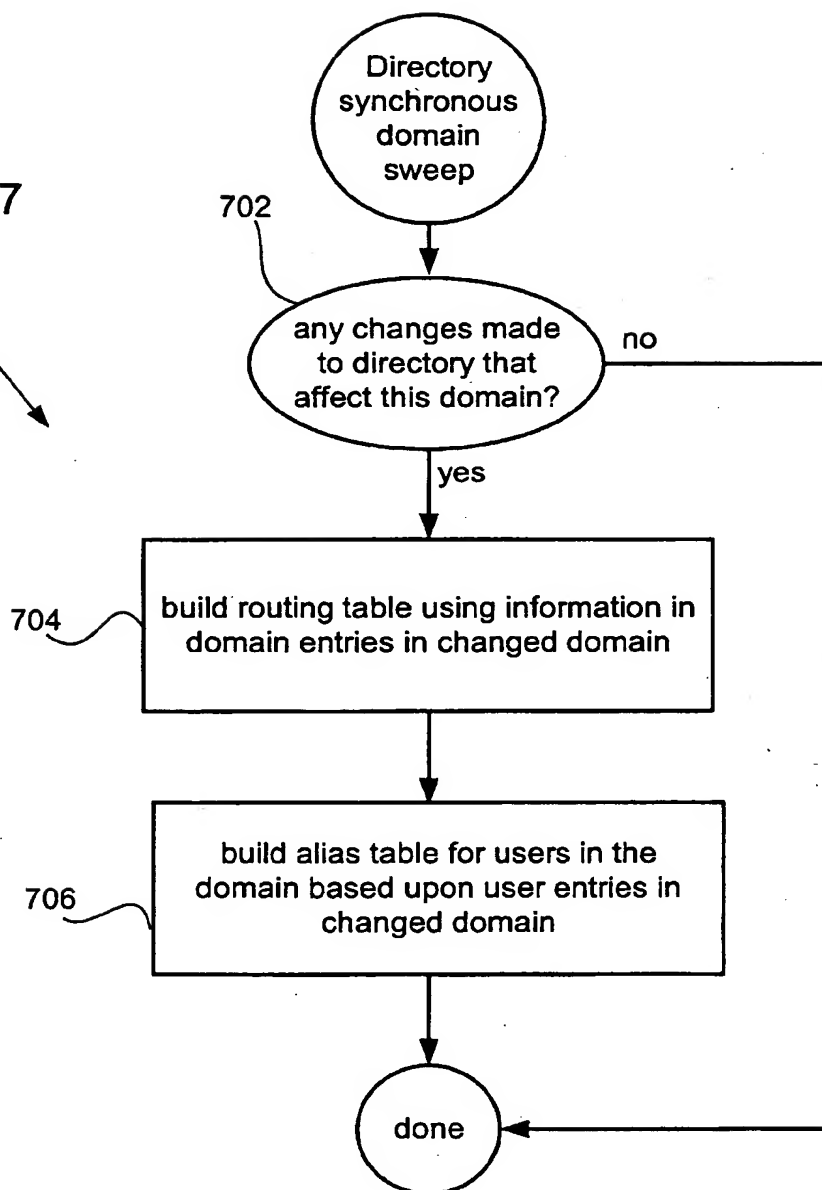 Directory
synchronous
domain
sweep
7
702
any changes made
to directory that
affect this domain?
no
yes
704
build routing table using information in
domain entries in changed domain
706
build alias table for users in the
domain based upon user entries in
changed domain
done